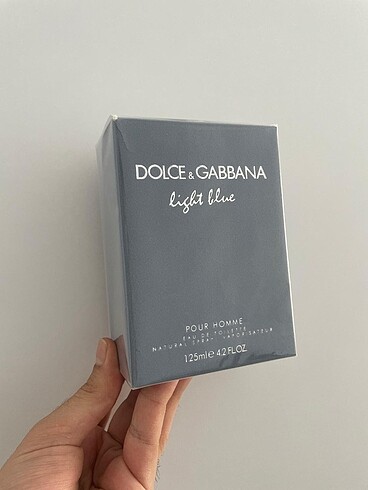 DOLCE & GABBANA
light blue
POUR HOMME
EAU DE TOILETTE
NATURAL SPRAY VAPORISATEUR
125ml e 4.2 FL.OZ.